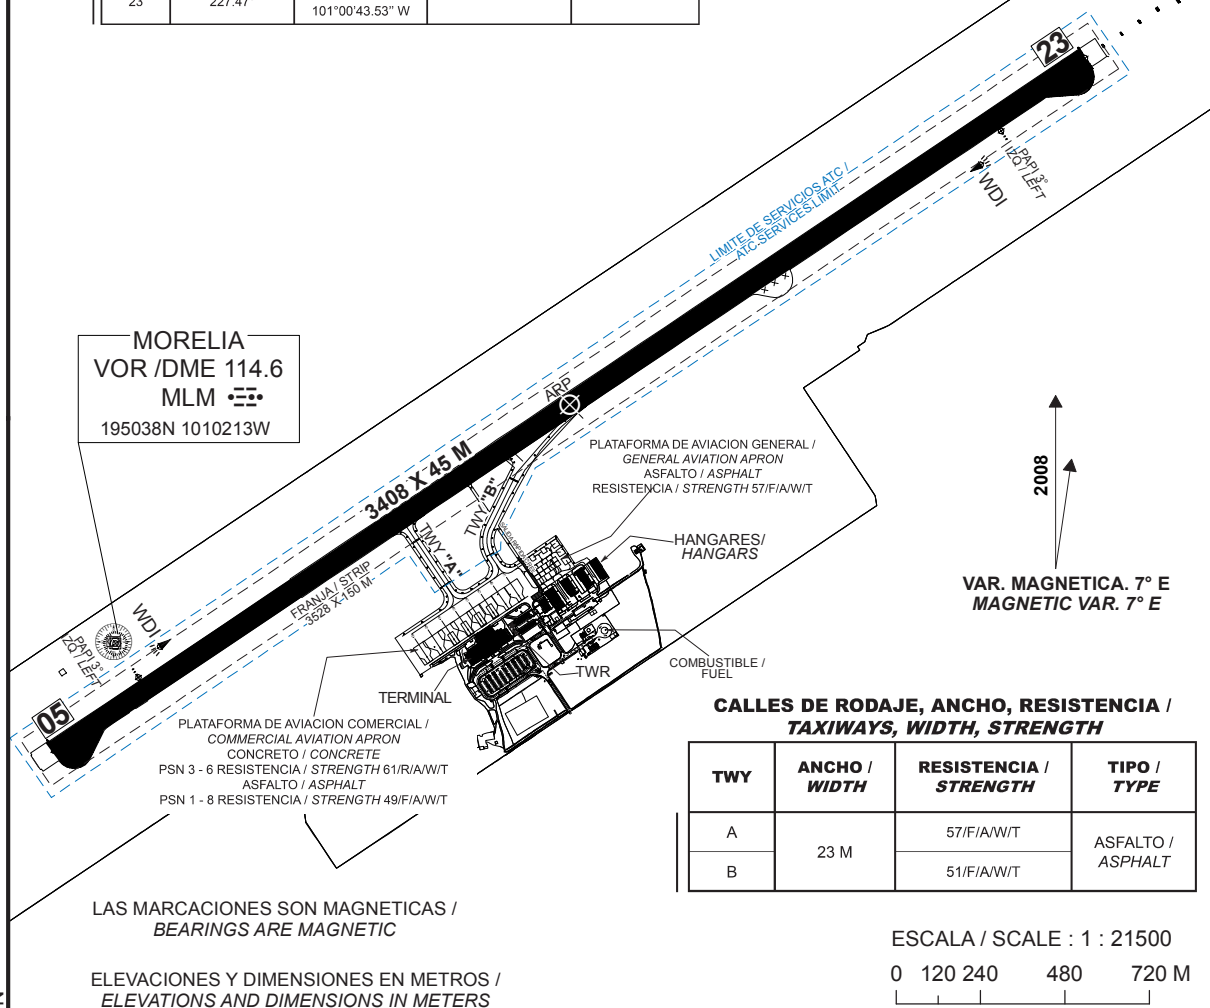 23
227.47
101°00'43.53" W
23
PAPI 3°
IZQ / LEFT
WDI
LIMITE DE SERVICIOS ATC /
ATC SERVICES LIMIT
MORELIA
VOR /DME 114.6
MLM
195038N 1010213W
ARP
3408 X 45 M
PLATAFORMA DE AVIACION GENERAL /
GENERAL AVIATION APRON
ASFALTO / ASPHALT
RESISTENCIA / STRENGTH 57/F/A/W/T
TWY "B"
TWY "A"
HANGARES/
HANGARS
2008
VAR. MAGNETICA. 7° E
MAGNETIC VAR. 7° E
FRANJA / STRIP
3528 X 150 M
WDI
PAPI 3°
ZQ / LEFT
05
TERMINAL
TWR
COMBUSTIBLE /
FUEL
PLATAFORMA DE AVIACION COMERCIAL /
COMMERCIAL AVIATION APRON
CONCRETO / CONCRETE
PSN 3 - 6 RESISTENCIA / STRENGTH 61/R/A/W/T
ASFALTO / ASPHALT
PSN 1 - 8 RESISTENCIA / STRENGTH 49/F/A/W/T
CALLES DE RODAJE, ANCHO, RESISTENCIA /
TAXIWAYS, WIDTH, STRENGTH
TWY
ANCHO /
WIDTH
RESISTENCIA /
STRENGTH
TIPO /
TYPE
A
23 M
57/F/A/W/T
ASFALTO /
ASPHALT
B
51/F/A/W/T
LAS MARCACIONES SON MAGNETICAS /
BEARINGS ARE MAGNETIC
ELEVACIONES Y DIMENSIONES EN METROS /
ELEVATIONS AND DIMENSIONS IN METERS
ESCALA / SCALE : 1 : 21500
0 120 240 480 720 M